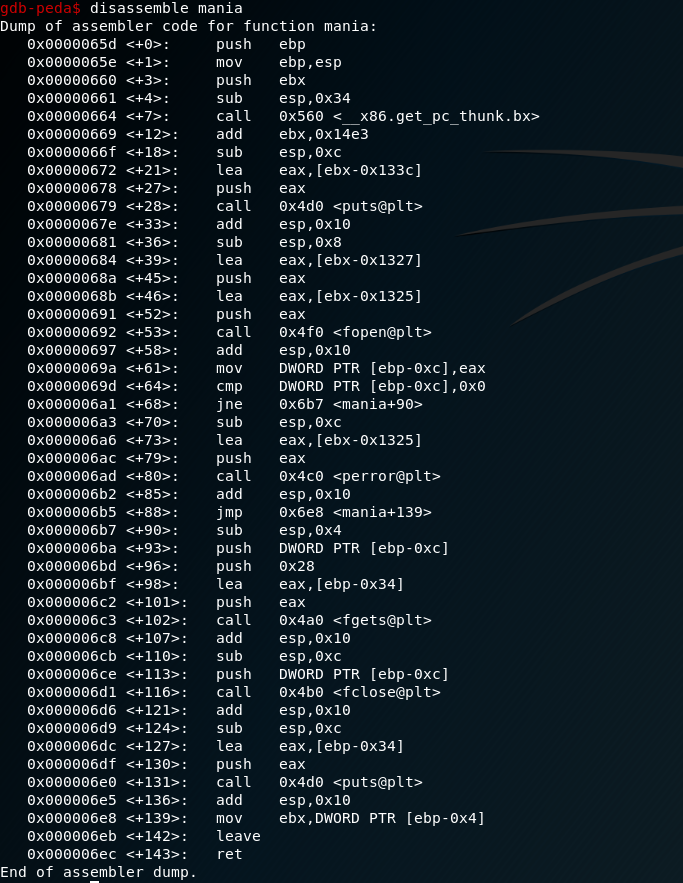 gdb-peda$ disassemble mania
Dump of assembler code for function mania:
   0x0000065d <+0>:	push   ebp
   0x0000065e <+1>:	mov    ebp,esp
   0x00000660 <+3>:	push   ebx
   0x00000661 <+4>:	sub    esp,0x34
   0x00000664 <+7>:	call   0x560 <__x86.get_pc_thunk.bx>
   0x00000669 <+12>:	add    ebx,0x14e3
   0x0000066f <+18>:	sub    esp,0xc
   0x00000672 <+21>:	lea    eax,[ebx-0x133c]
   0x00000678 <+27>:	push   eax
   0x00000679 <+28>:	call   0x4d0 <puts@plt>
   0x0000067e <+33>:	add    esp,0x10
   0x00000681 <+36>:	sub    esp,0x8
   0x00000684 <+39>:	lea    eax,[ebx-0x1327]
   0x0000068a <+45>:	push   eax
   0x0000068b <+46>:	lea    eax,[ebx-0x1325]
   0x00000691 <+52>:	push   eax
   0x00000692 <+53>:	call   0x4f0 <fopen@plt>
   0x00000697 <+58>:	add    esp,0x10
   0x0000069a <+61>:	mov    DWORD PTR [ebp-0xc],eax
   0x0000069d <+64>:	cmp    DWORD PTR [ebp-0xc],0x0
   0x000006a1 <+68>:	jne    0x6b7 <mania+90>
   0x000006a3 <+70>:	sub    esp,0xc
   0x000006a6 <+73>:	lea    eax,[ebx-0x1325]
   0x000006ac <+79>:	push   eax
   0x000006ad <+80>:	call   0x4c0 <perror@plt>
   0x000006b2 <+85>:	add    esp,0x10
   0x000006b5 <+88>:	jmp    0x6e8 <mania+139>
   0x000006b7 <+90>:	sub    esp,0x4
   0x000006ba <+93>:	push   DWORD PTR [ebp-0xc]
   0x000006bd <+96>:	push   0x28
   0x000006bf <+98>:	lea    eax,[ebp-0x34]
   0x000006c2 <+101>:	push   eax
   0x000006c3 <+102>:	call   0x4a0 <fgets@plt>
   0x000006c8 <+107>:	add    esp,0x10
   0x000006cb <+110>:	sub    esp,0xc
   0x000006ce <+113>:	push   DWORD PTR [ebp-0xc]
   0x000006d1 <+116>:	call   0x4b0 <fclose@plt>
   0x000006d6 <+121>:	add    esp,0x10
   0x000006d9 <+124>:	sub    esp,0xc
   0x000006dc <+127>:	lea    eax,[ebp-0x34]
   0x000006df <+130>:	push   eax
   0x000006e0 <+131>:	call   0x4d0 <puts@plt>
   0x000006e5 <+136>:	add    esp,0x10
   0x000006e8 <+139>:	mov    ebx,DWORD PTR [ebp-0x4]
   0x000006eb <+142>:	leave
   0x000006ec <+143>:	ret
End of assembler dump.